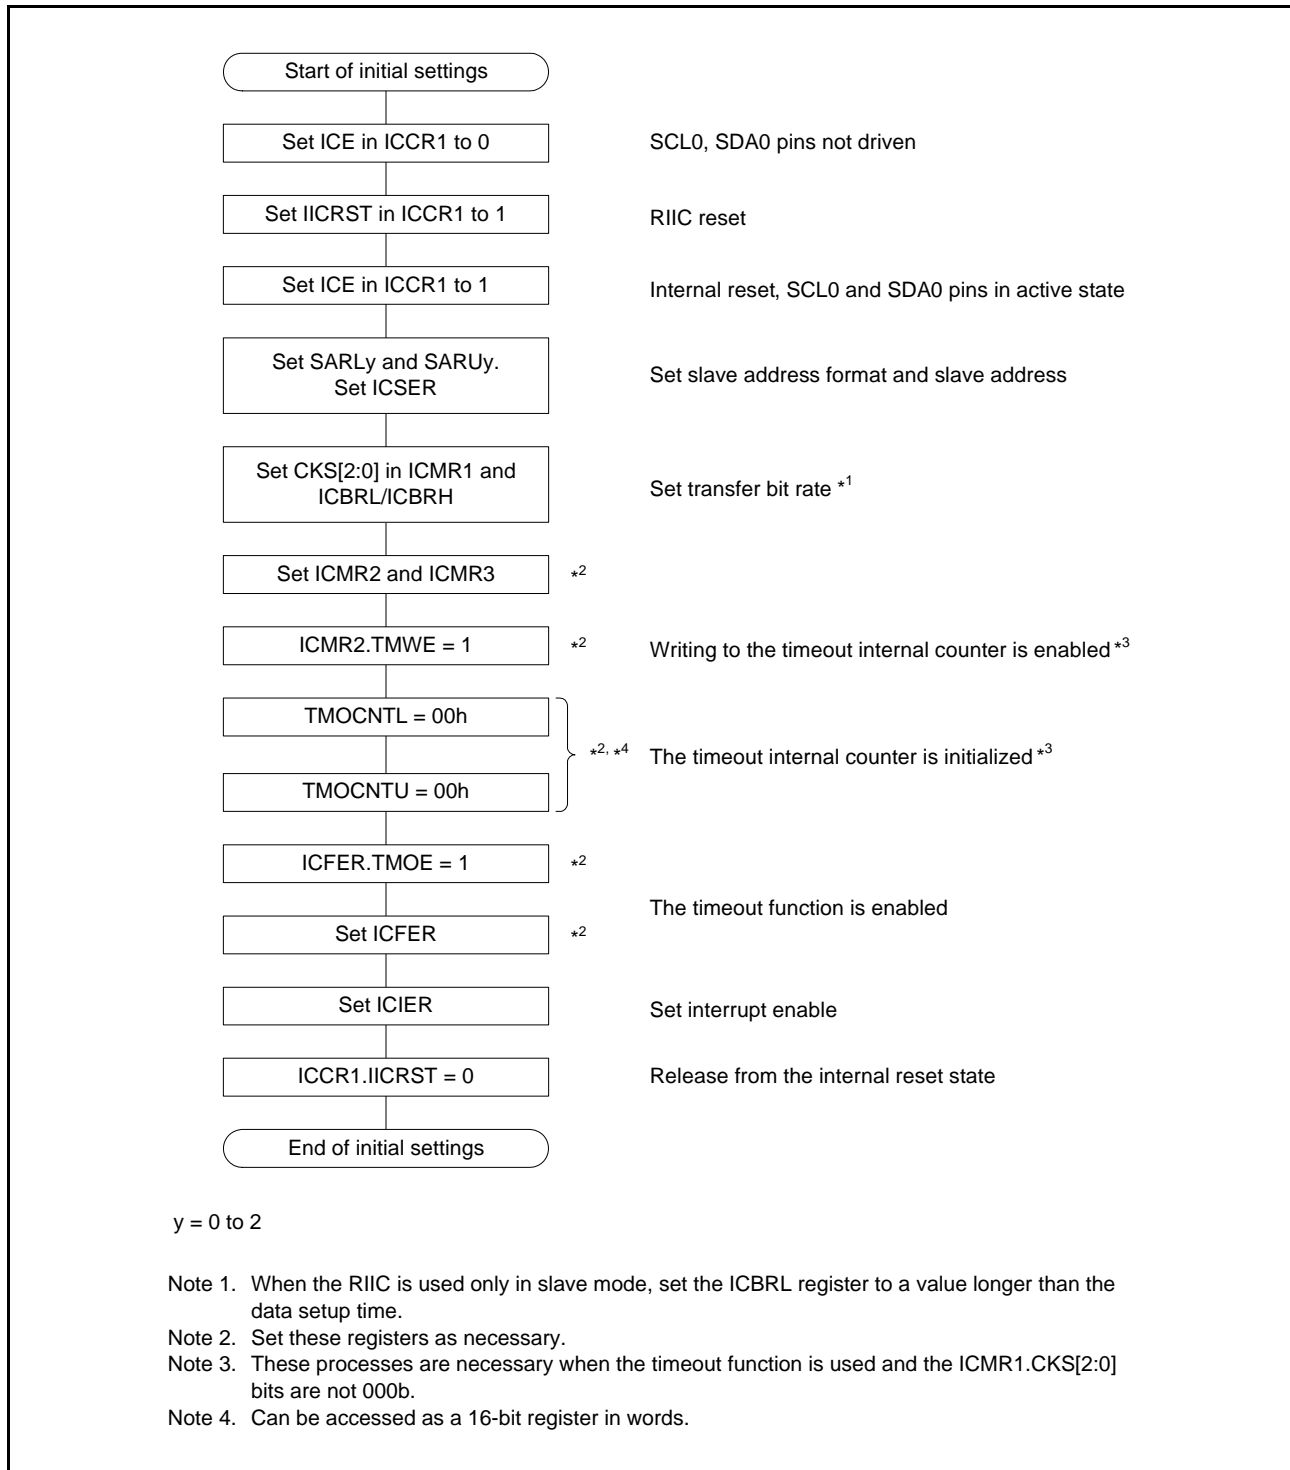 Start of initial settings
Set ICE in ICCR1 to 0
SCL0, SDA0 pins not driven
Set IICRST in ICCR1 to 1
RIIC reset
Set ICE in ICCR1 to 1
Internal reset, SCL0 and SDA0 pins in active state
Set SARLy and SARUy.
Set ICSER
Set slave address format and slave address
Set CKS[2:0] in ICMR1 and
ICBRL/ICBRH
Set transfer bit rate *1
Set ICMR2 and ICMR3 *2
ICMR2.TMWE = 1 *2 Writing to the timeout internal counter is enabled *3
TMOCNTL = 00h
*2, *4 The timeout internal counter is initialized *3
TMOCNTU = 00h
ICFER.TMOE = 1 *2
The timeout function is enabled
Set ICFER *2
Set ICIER
Set interrupt enable
ICCR1.IICRST = 0
Release from the internal reset state
End of initial settings
y = 0 to 2
Note 1. When the RIIC is used only in slave mode, set the ICBRL register to a value longer than the
data setup time.
Note 2. Set these registers as necessary.
Note 3. These processes are necessary when the timeout function is used and the ICMR1.CKS[2:0]
bits are not 000b.
Note 4. Can be accessed as a 16-bit register in words.